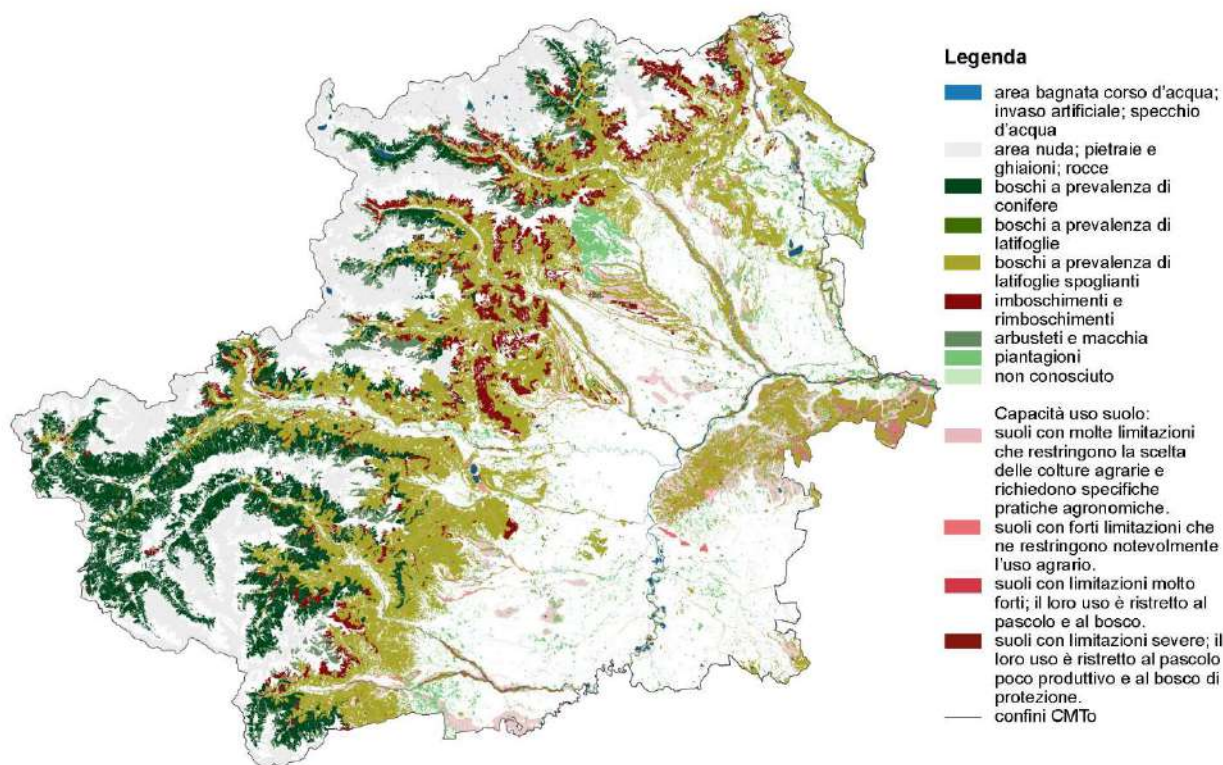 Legenda
area bagnata corso d'acqua;
invaso artificiale; specchio
d'acqua
area nuda; pietraie e
ghiaioni; rocce
boschi a prevalenza di
conifere
boschi a prevalenza di
latifoglie
boschi a prevalenza di
latifoglie spoglianti
imboschimenti e
rimboschimenti
arbusteti e macchia
piantagioni
non conosciuto
Capacità uso suolo:
suoli con molte limitazioni
che restringono la scelta
delle colture agrarie e
richiedono specifiche
pratiche agronomiche.
suoli con forti limitazioni che
ne restringono notevolmente
l'uso agrario.
suoli con limitazioni molto
forti; il loro uso è ristretto al
pascolo e al bosco.
suoli con limitazioni severe; il
loro uso è ristretto al pascolo
poco produttivo e al bosco di
protezione.
confini CMTo